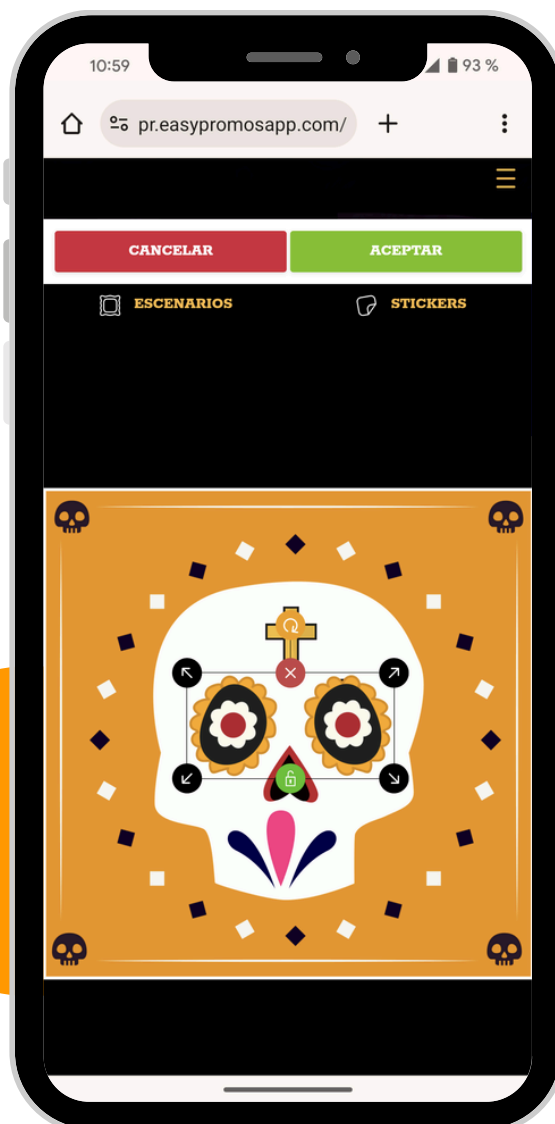 10:59
93 %
pr.easypromosapp.com/
CANCELAR
ACEPTAR
ESCENARIOS
STICKERS